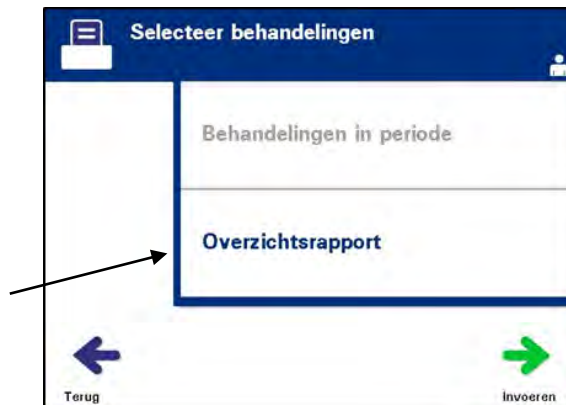 Selecteer behandelingen
Behandelingen in periode
Overzichtsrapport
Terug
Invoeren